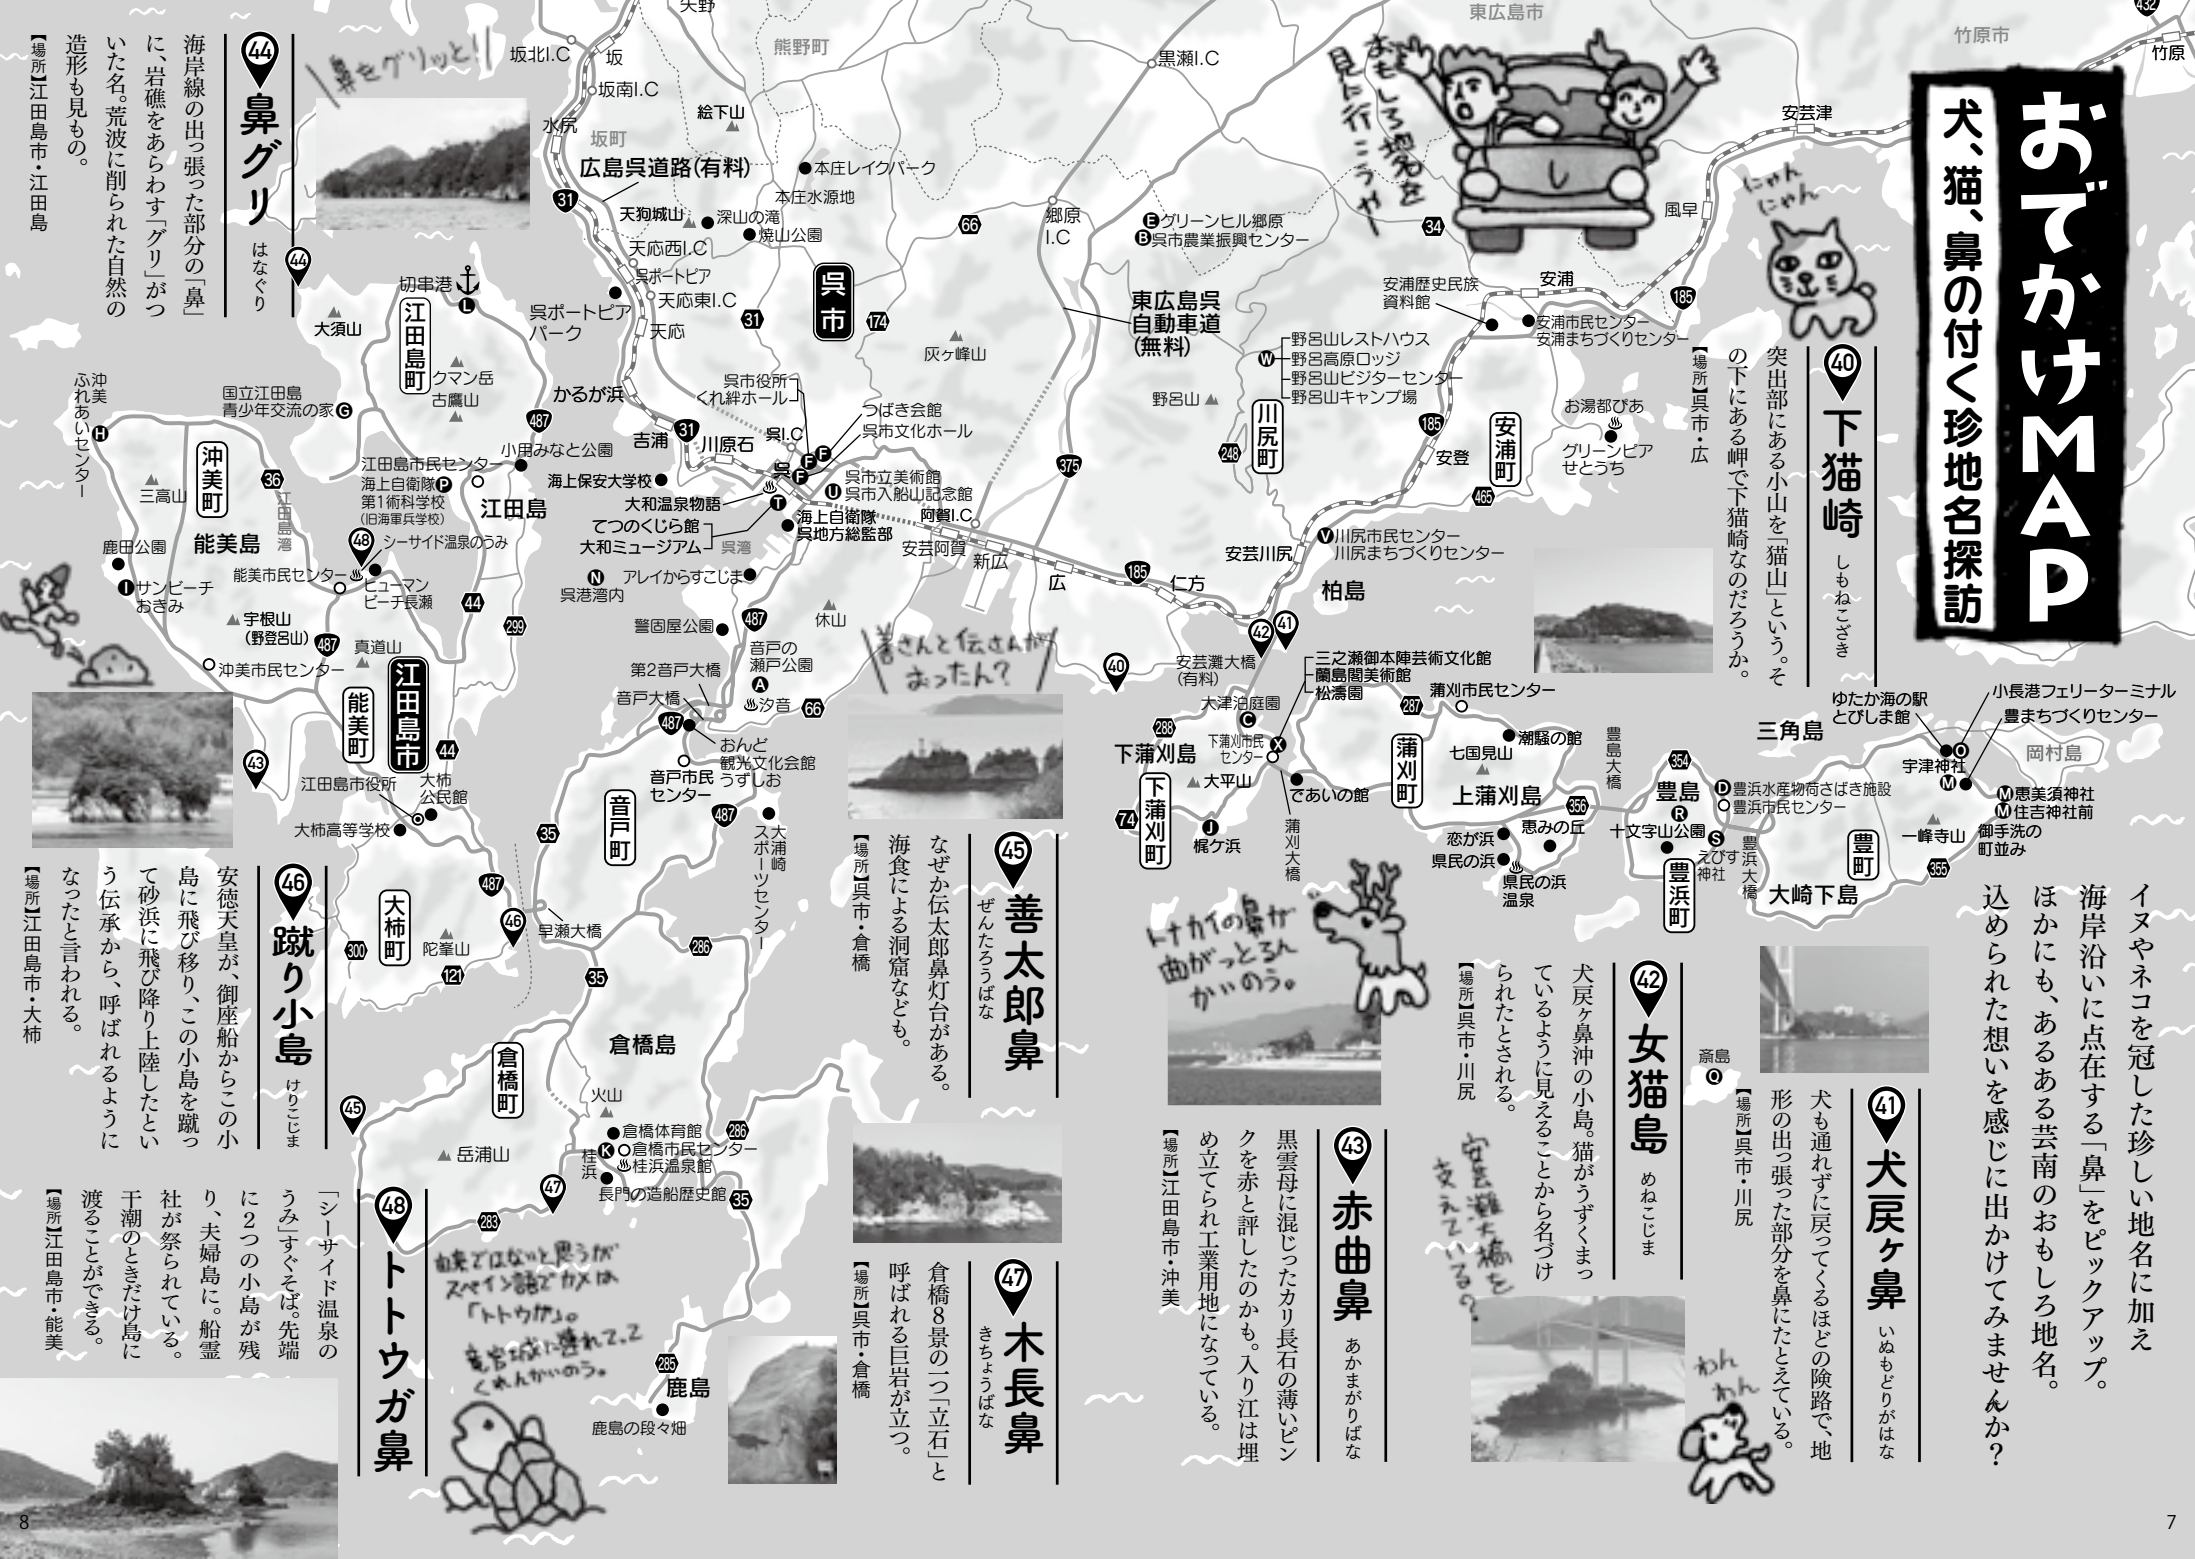 おでかけMAP
犬、猫、鼻の付く珍地名探訪
イヌやネコを冠した珍しい地名に加え
海岸沿いに点在する「鼻」をピックアップ。
ほかにも、あるある芸南のおもしろ地名。
込められた想いを感じに出かけてみませんか？
おもしろ地名を
見に行こうや〜
にゃん
にゃん
40
下猫崎 しもねこざき
突出部にある小山を「猫山」という。そ
の下にある岬で下猫崎なのだろうか。
【場所】呉市・広
41
犬戻ヶ鼻 いぬもどりがはな
犬も通れずに戻ってくるほどの険路で、地
形の出っ張った部分を鼻にたとえている。
【場所】呉市・川尻
わん
わん
42
女猫島 めねこじま
犬戻ヶ鼻沖の小島。猫がうずくまっ
ているように見えることから名づけ
られたとされる。
【場所】呉市・川尻
安芸灘大橋を
支えている？
43
赤曲鼻 あかまがりばな
黒雲母に混じったカリ長石の薄いピン
クを赤と評したのかも。入り江は埋
め立てられ工業用地になっている。
【場所】江田島市・沖美
トナカイの鼻が
曲がっとるん
かいのう。
44
鼻グリ はなぐり
海岸線の出っ張った部分の「鼻」
に、岩礁をあらわす「グリ」がつ
いた名。荒波に削られた自然の
造形も見もの。
【場所】江田島市・江田島
鼻をグリッと！
45
善太郎鼻 ぜんたろうばな
なぜか伝太郎鼻灯台がある。
海食による洞窟なども。
【場所】呉市・倉橋
善さんと伝さんが
おったん？
46
蹴り小島 けりこじま
安徳天皇が、御座船からこの小
島に飛び移り、この小島を蹴っ
て砂浜に飛び降り上陸したとい
う伝承から、呼ばれるように
なったと言われる。
【場所】江田島市・大柿
47
木長鼻 きちょうばな
倉橋8景の一つ「立石」と
呼ばれる巨岩が立つ。
【場所】呉市・倉橋
48
トトウガ鼻
「シーサイド温泉の
うみ」すぐそば。先端
に2つの小島が残
り、夫婦島に。船霊
社が祭られている。
干潮のときだけ島に
渡ることができる。
【場所】江田島市・能美
由来ではないと思うが
スペイン語でカメは
「トトウガ」。
竜宮城に連れてって
くれんかいのう。
矢野
坂北I.C
坂
坂南I.C
水尻
坂町
熊野町
東広島市
竹原市
432
竹原
黒瀬I.C
安芸津
風早
絵下山
広島呉道路(有料)
31
本庄レイクパーク
本庄水源地
天狗城山
深山の滝
焼山公園
天応西I.C
呉ポートピア
天応東I.C
呉ポートピア
パーク
天応
呉市
31
174
66
灰ヶ峰山
郷原
I.C
E グリーンヒル郷原
B 呉市農業振興センター
34
東広島呉
自動車道
(無料)
安浦歴史民族
資料館
安浦
185
安浦市民センター
安浦まちづくりセンター
W
野呂山レストハウス
野呂高原ロッジ
野呂山ビジターセンター
野呂山キャンプ場
野呂山
川尻町
248
185
安登
安浦町
465
お湯都ぴあ
グリーンピア
せとうち
375
かるが浜
吉浦
31
川原石
呉I.C
呉
呉市役所
くれ絆ホール
F
F
F
つばき会館
呉市文化ホール
海上保安大学校
大和温泉物語
てつのくじら館
大和ミュージアム
T
U
呉市立美術館
呉市入船山記念館
海上自衛隊
呉地方総監部
阿賀I.C
安芸阿賀
新広
広
185
仁方
安芸川尻
V 川尻市民センター
川尻まちづくりセンター
柏島
呉湾
N
呉港湾内
アレイからすこじま
警固屋公園
487
休山
音戸の
瀬戸公園
A
汐音
第2音戸大橋
音戸大橋
487
66
おんど
観光文化会館
うずしお
音戸市民
センター
音戸町
487
大浦崎
スポーツセンター
35
早瀬大橋
286
35
倉橋島
倉橋町
火山
倉橋体育館
K
倉橋市民センター
桂浜温泉館
桂浜
長門の造船歴史館
286
35
岳浦山
45
47
283
285
鹿島
鹿島の段々畑
44
切串港
L
大須山
江田島町
クマン岳
古鷹山
487
国立江田島
青少年交流の家 G
小用みなと公園
江田島市民センター
海上自衛隊 P
第1術科学校
(旧海軍兵学校)
江田島
江田島湾
沖美
ふれあいセンター
H
三高山
沖美町
36
能美島
48
シーサイド温泉のうみ
鹿田公園
I
サンビーチ
おきみ
能美市民センター
ヒューマン
ビーチ長瀬
宇根山
(野登呂山)
487
真道山
沖美市民センター
44
299
能美町
江田島市
43
44
江田島市役所
大柿
公民館
大柿高等学校
487
大柿町
陀峯山
46
300
121
40
42
41
安芸灘大橋
(有料)
三之瀬御本陣芸術文化館
蘭島閣美術館
松濤園
大津泊庭園
C
下蒲刈市民
センター
X
288
下蒲刈島
下蒲刈町
大平山
74
J
梶ケ浜
であいの館
蒲刈大橋
蒲刈市民センター
287
蒲刈町
七国見山
潮騒の館
上蒲刈島
356
恋が浜
恵みの丘
県民の浜
県民の浜
温泉
豊島大橋
354
豊島
R
十文字山公園
D 豊浜水産物荷さばき施設
豊浜市民センター
S
えびす
神社
豊浜町
豊浜大橋
三角島
ゆたか海の駅
とびしま館
小長港フェリーターミナル
豊まちづくりセンター
O
宇津神社
M
岡村島
M 恵美須神社
M 住吉神社前
一峰寺山
御手洗の
町並み
豊町
大崎下島
355
斎島
Q
8
7